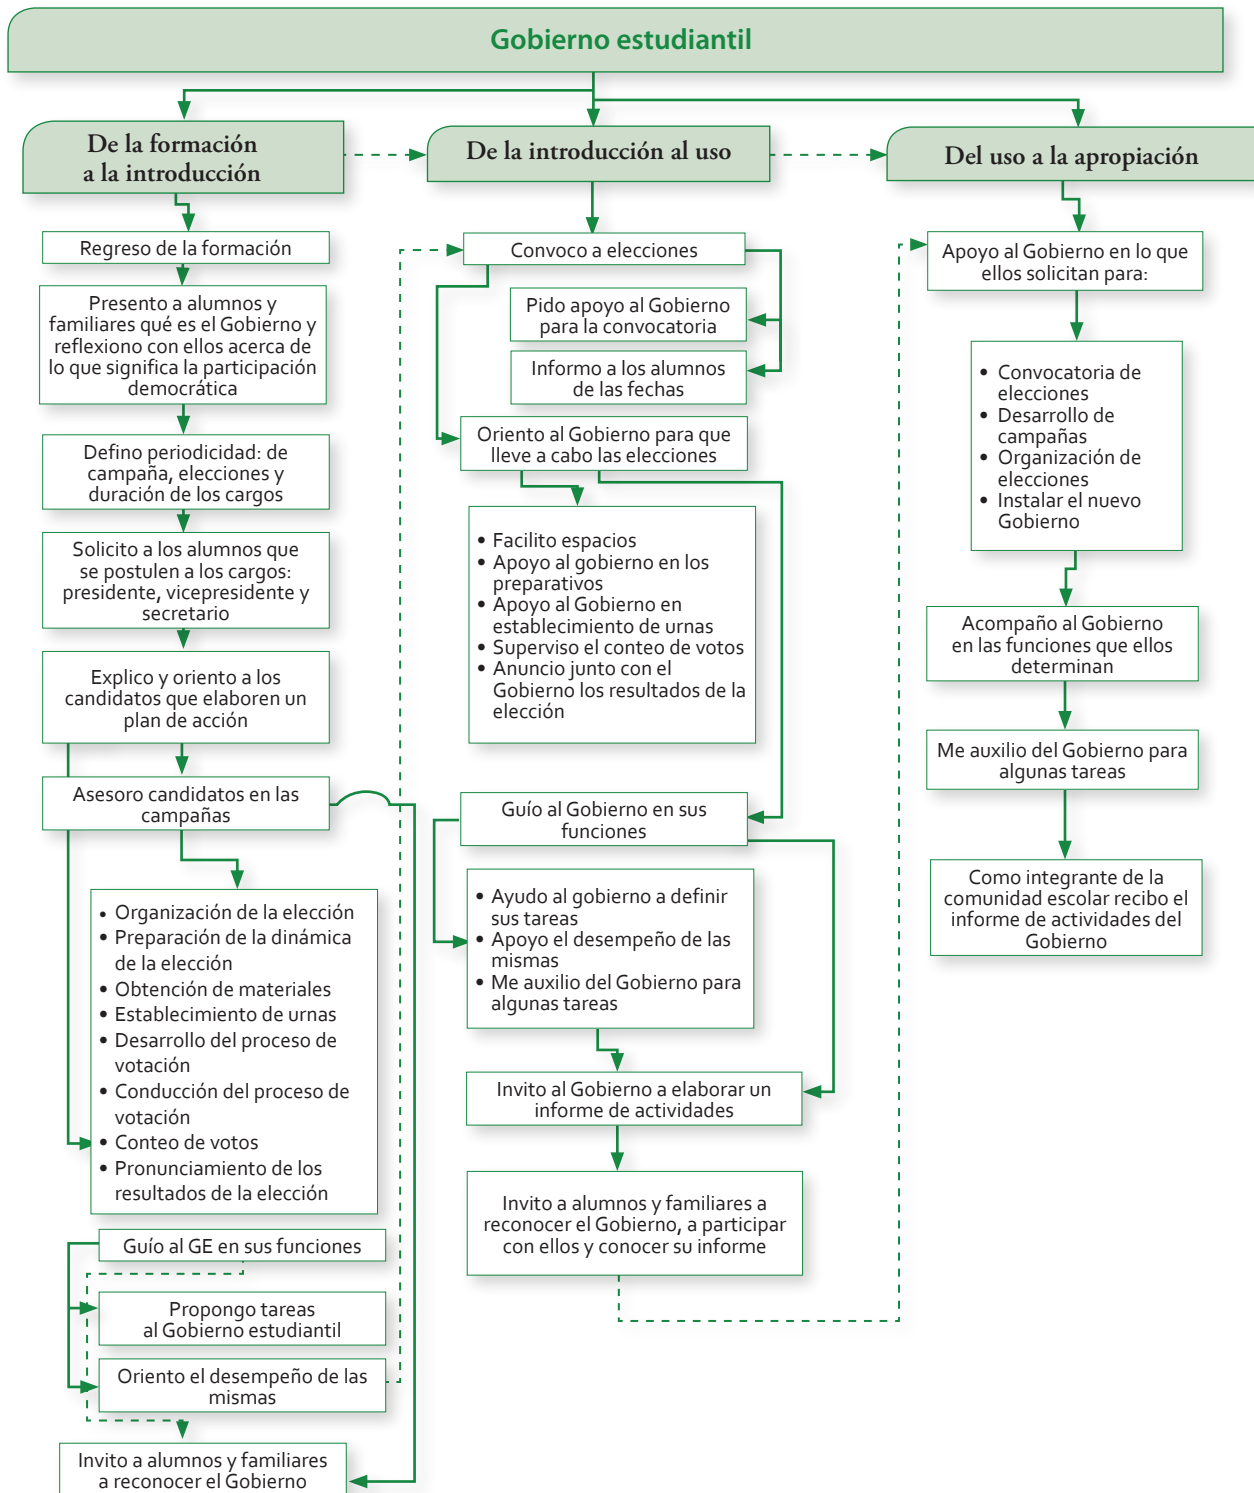 Gobierno estudiantil
De la formación
a la introducción
Regreso de la formación
Presento a alumnos y
familiares qué es el Gobierno y
reflexiono con ellos acerca de
lo que significa la participación
democrática
Defino periodicidad: de
campaña, elecciones y
duración de los cargos
Solicito a los alumnos que
se postulen a los cargos:
presidente, vicepresidente y
secretario
Explico y oriento a los
candidatos que elaboren un
plan de acción
Asesoro candidatos en las
campañas
• Organización de la elección
• Preparación de la dinámica
de la elección
• Obtención de materiales
• Establecimiento de urnas
• Desarrollo del proceso de
votación
• Conducción del proceso de
votación
• Conteo de votos
• Pronunciamiento de los
resultados de la elección
Guío al GE en sus funciones
Propongo tareas
al Gobierno estudiantil
Oriento el desempeño de las
mismas
Invito a alumnos y familiares
a reconocer el Gobierno
De la introducción al uso
Convoco a elecciones
Pido apoyo al Gobierno
para la convocatoria
Informo a los alumnos
de las fechas
Oriento al Gobierno para que
lleve a cabo las elecciones
• Facilito espacios
• Apoyo al gobierno en los
preparativos
• Apoyo al Gobierno en
establecimiento de urnas
• Superviso el conteo de votos
• Anuncio junto con el
Gobierno los resultados de la
elección
Guío al Gobierno en sus
funciones
• Ayudo al gobierno a definir
sus tareas
• Apoyo el desempeño de las
mismas
• Me auxilio del Gobierno para
algunas tareas
Invito al Gobierno a elaborar un
informe de actividades
Invito a alumnos y familiares a
reconocer el Gobierno, a participar
con ellos y conocer su informe
Del uso a la apropiación
Apoyo al Gobierno en lo que
ellos solicitan para:
• Convocatoria de
elecciones
• Desarrollo de
campañas
• Organización de
elecciones
• Instalar el nuevo
Gobierno
Acompaño al Gobierno
en las funciones que ellos
determinan
Me auxilio del Gobierno para
algunas tareas
Como integrante de la
comunidad escolar recibo el
informe de actividades del
Gobierno